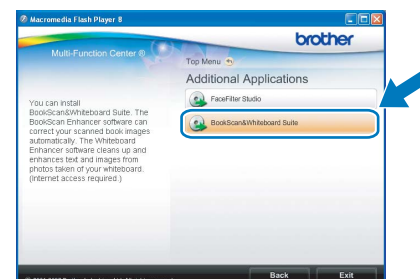 Macromedia Flash Player 8
brother
Multi-Function Center ®
Top Menu
Additional Applications
You can install
BookScan&Whiteboard Suite. The
BookScan Enhancer software can
correct your scanned book images
automatically. The Whiteboard
Enhancer software cleans up and
enhances text and images from
photos taken of your whiteboard.
(Internet access required.)
FaceFilter Studio
BookScan&Whiteboard Suite
Back
Exit